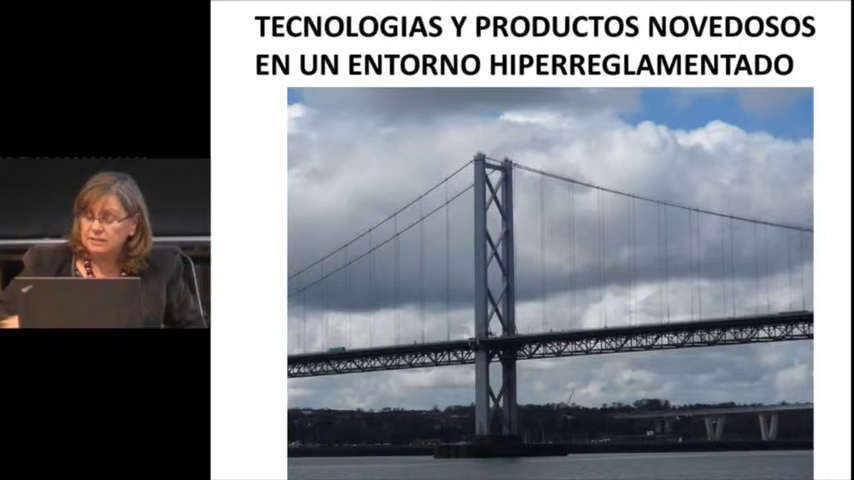 TECNOLOGIAS Y PRODUCTOS NOVEDOSOS
EN UN ENTORNO HIPERREGLAMENTADO